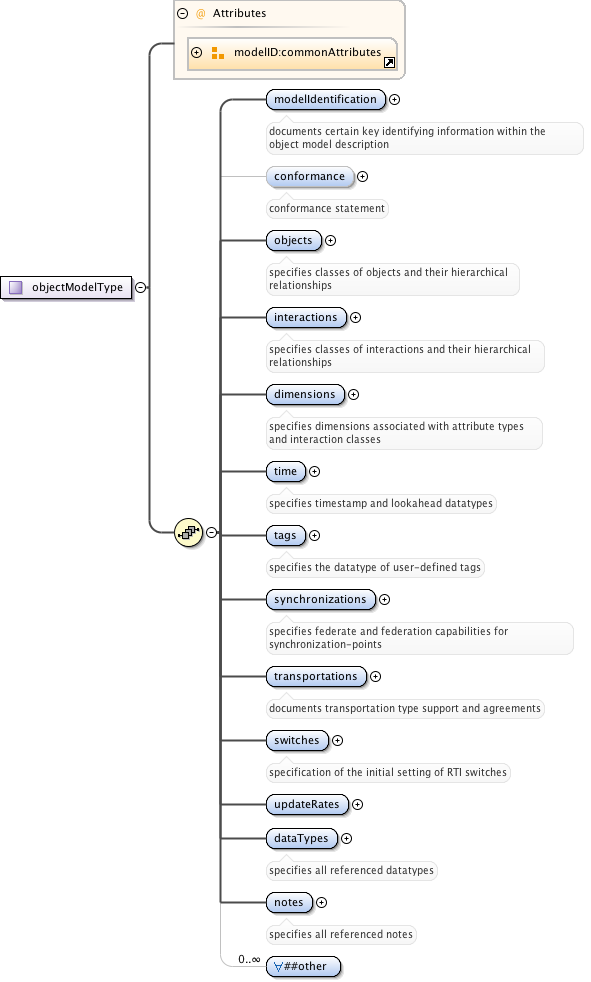 @ Attributes
modelID:commonAttributes
modelIdentification
documents certain key identifying information within the
object model description
conformance
conformance statement
objects
specifies classes of objects and their hierarchical
relationships
objectModelType
interactions
specifies classes of interactions and their hierarchical
relationships
dimensions
specifies dimensions associated with attribute types
and interaction classes
time
specifies timestamp and lookahead datatypes
tags
specifies the datatype of user-defined tags
synchronizations
specifies federate and federation capabilities for
synchronization-points
transportations
documents transportation type support and agreements
switches
specification of the initial setting of RTI switches
updateRates
dataTypes
specifies all referenced datatypes
notes
specifies all referenced notes
0..∞
∀##other